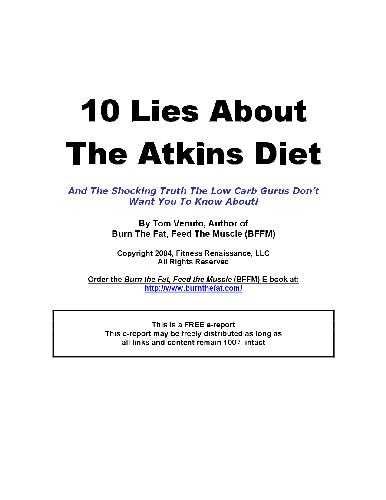 10 Lies About
The Atkins Diet
And The Shocking Truth The Low Carb Gurus Don't
Want You To Know About!
By Tom Venuto, Author of
Burn The Fat, Feed The Muscle (BFFM)
Copyright 2004, Fitness Renaissance, LLC
All Rights Reserved
Order the Burn the Fat, Feed the Muscle (BFFM) E-book at:
http://www.burnthefat.com/
This is a FREE e-report
This e-report may be freely distributed as long as
all links and content remain 100% intact